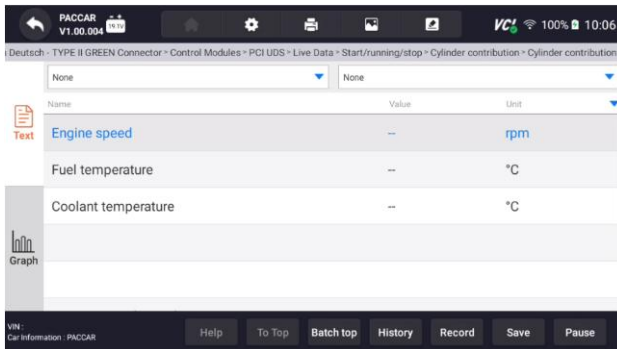 PACCAR
V1.00.004
19.1V
VCI
100%
10:06
Deutsch - TYPE II GREEN Connector > Control Modules > PCI UDS > Live Data > Start/running/stop > Cylinder contribution > Cylinder contribution
None
None
Name Value Unit
Text
Engine speed -- rpm
Fuel temperature -- °C
Coolant temperature -- °C
Graph
VIN :
Car Information : PACCAR
Help To Top Batch top History Record Save Pause